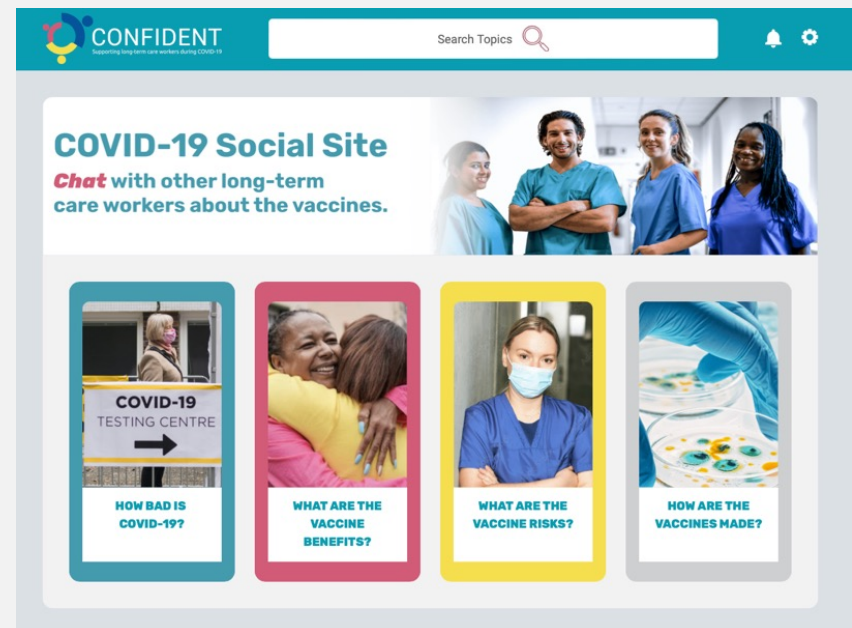 CONFIDENT
Supporting long-term care workers during COVID-19
Search Topics
COVID-19 Social Site
Chat with other long-term
care workers about the vaccines.
COVID-19
TESTING CENTRE
HOW BAD IS
COVID-19?
WHAT ARE THE
VACCINE
BENEFITS?
WHAT ARE THE
VACCINE RISKS?
HOW ARE THE
VACCINES MADE?